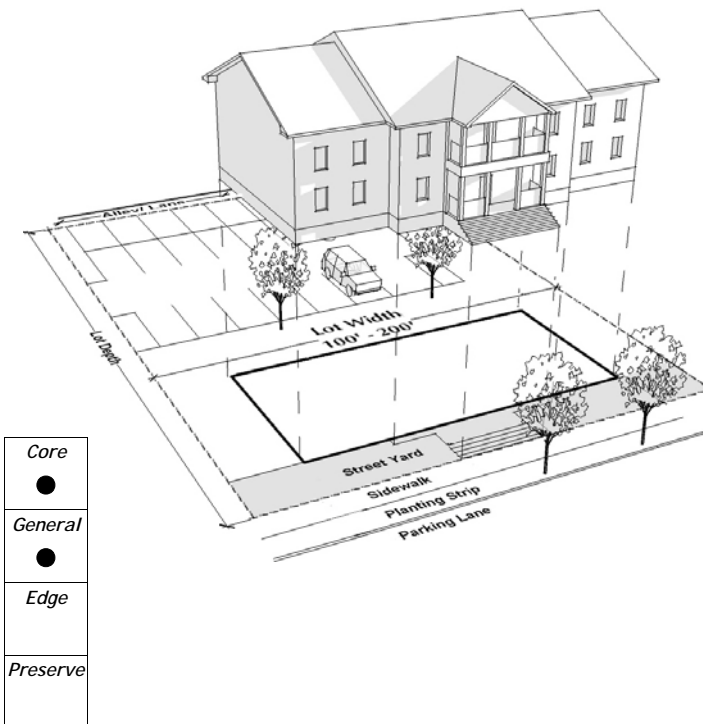 Alley/ Lane
Lot Width
100' - 200'
Lot Depth
Street Yard
Sidewalk
Planting Strip
Parking Lane
Core
General
Edge
Preserve